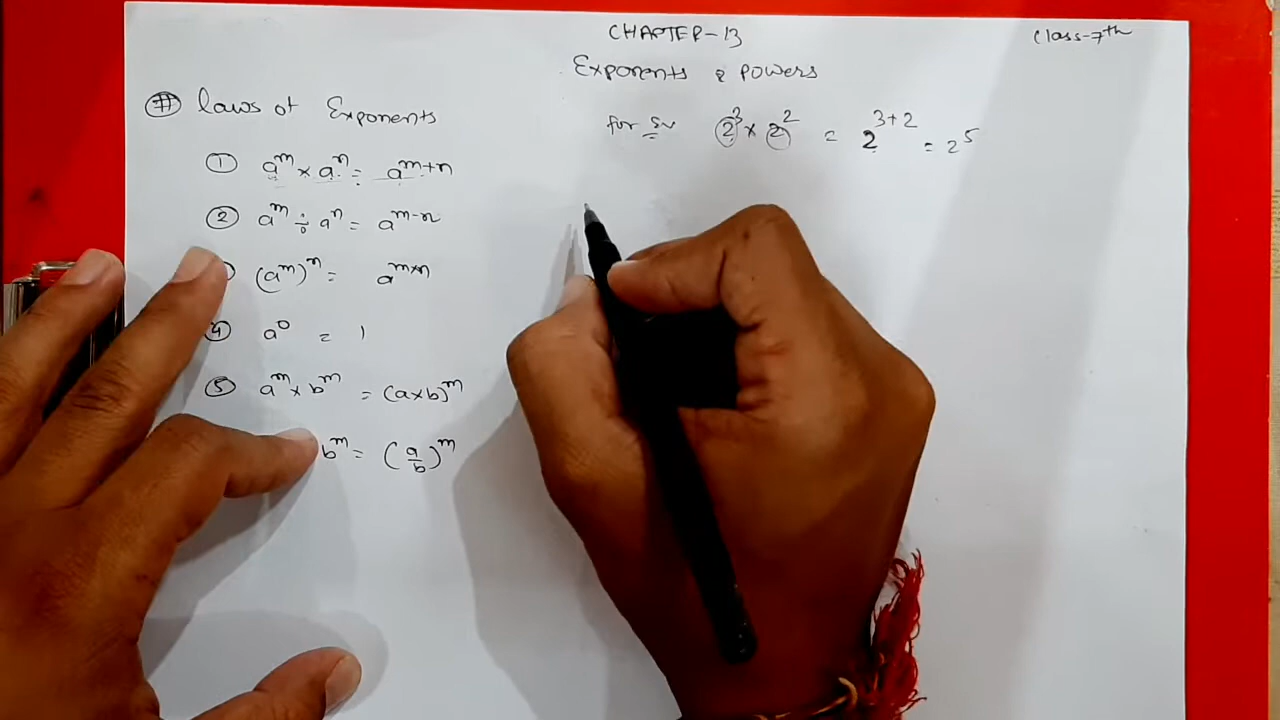 CHAPTER-13
Class-7th
Exponents & Powers
# laws of Exponents
for Ex 2³ × 2² = 2³⁺² = 2⁵
① aᵐ × aⁿ = aᵐ⁺ⁿ
② aᵐ ÷ aⁿ = aᵐ⁻ⁿ
(aᵐ)ⁿ = aᵐˣⁿ
④ a⁰ = 1
⑤ aᵐ × bᵐ = (a×b)ᵐ
bᵐ = (a/b)ᵐ